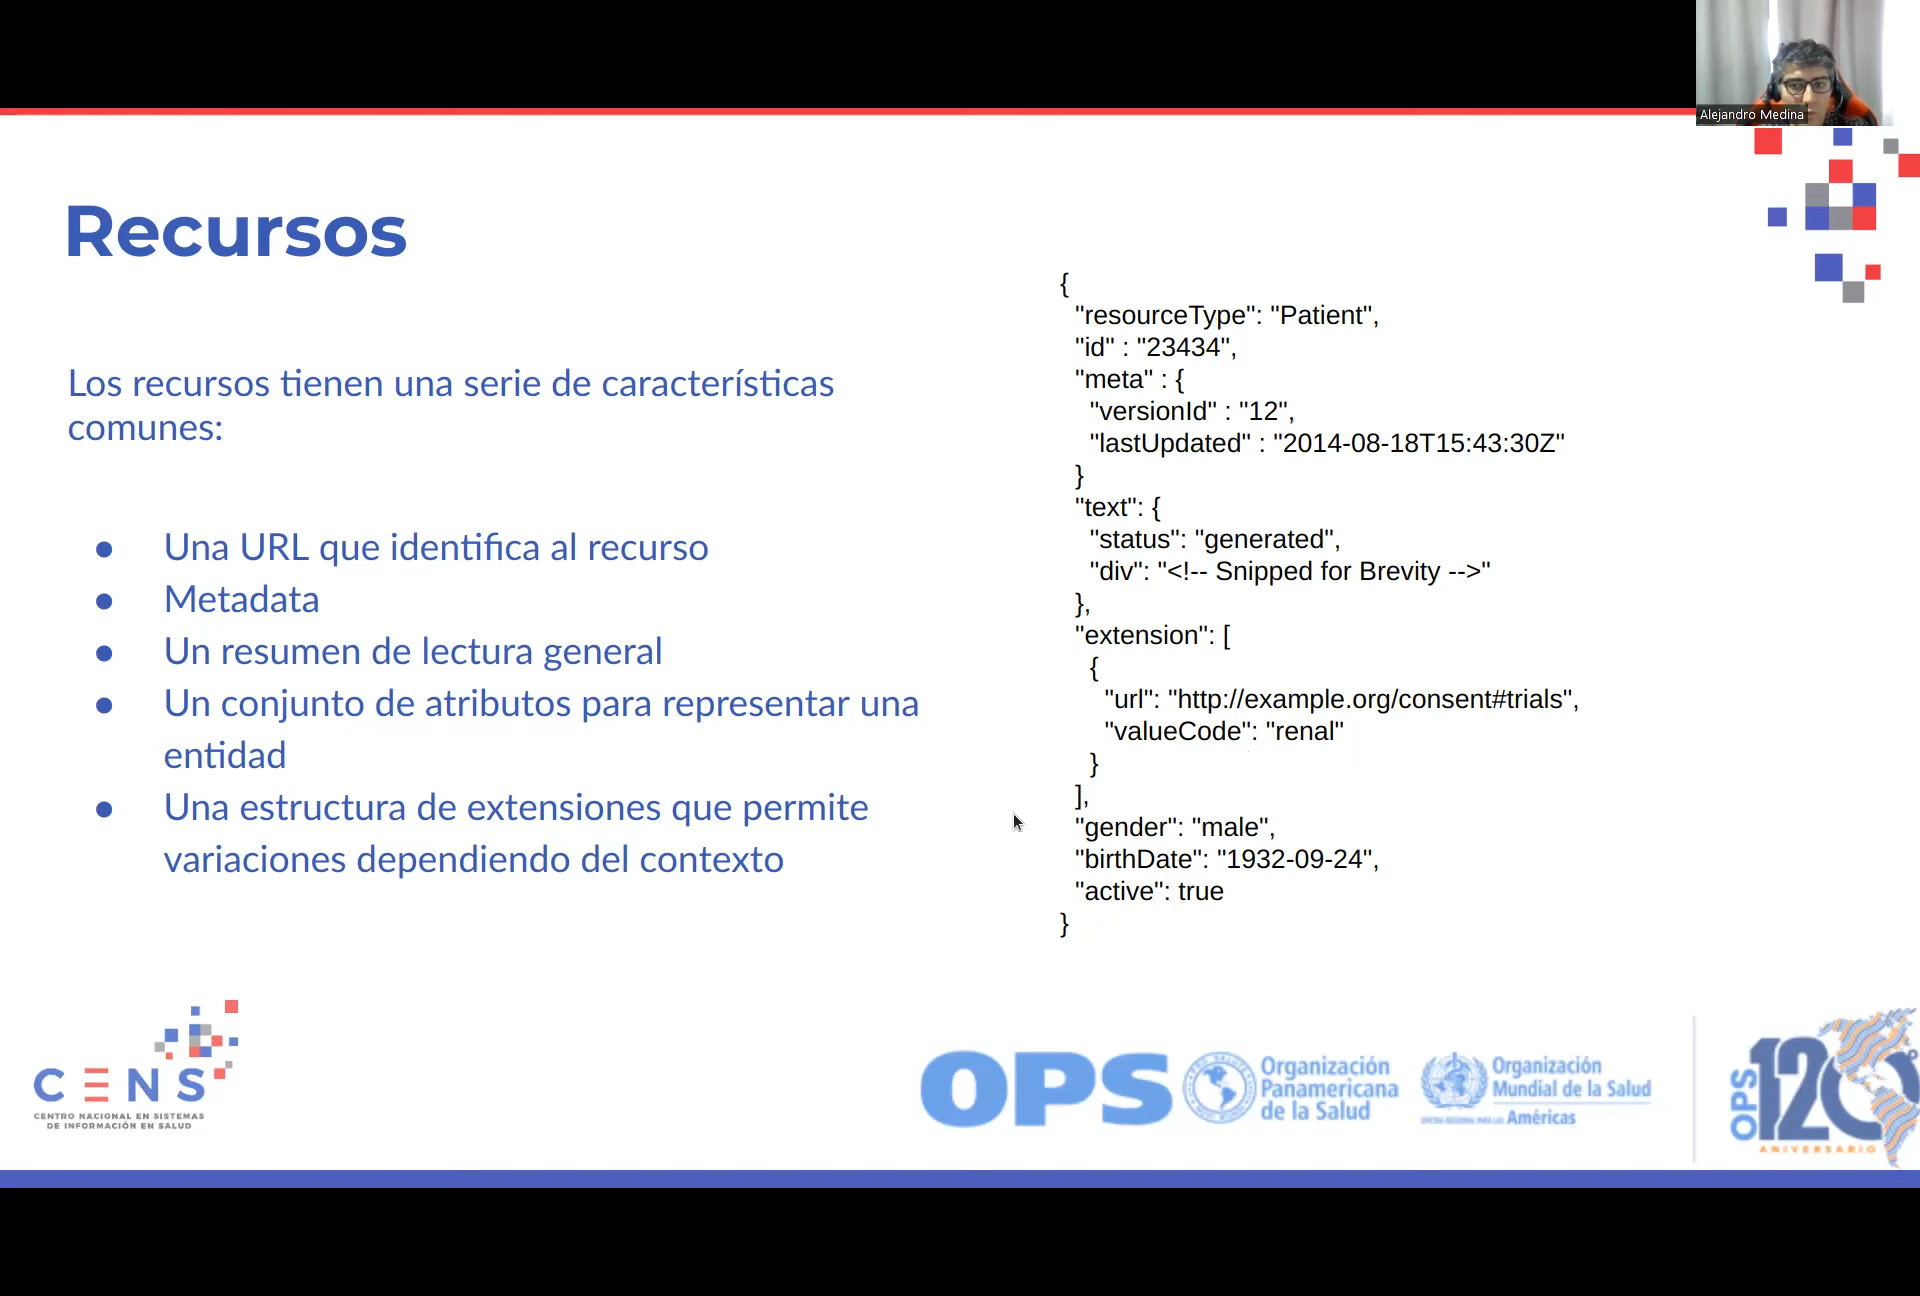 Alejandro Medina
Recursos
Los recursos tienen una serie de características
comunes:
● Una URL que identifica al recurso
● Metadata
● Un resumen de lectura general
● Un conjunto de atributos para representar una
entidad
● Una estructura de extensiones que permite
variaciones dependiendo del contexto
{
"resourceType": "Patient",
"id" : "23434",
"meta" : {
"versionId" : "12",
"lastUpdated" : "2014-08-18T15:43:30Z"
}
"text": {
"status": "generated",
"div": "<!-- Snipped for Brevity -->"
},
"extension": [
{
"url": "http://example.org/consent#trials",
"valueCode": "renal"
}
],
"gender": "male",
"birthDate": "1932-09-24",
"active": true
}
CENS
CENTRO NACIONAL EN SISTEMAS
DE INFORMACIÓN EN SALUD
OPS
Organización
Panamericana
de la Salud
Organización
Mundial de la Salud
Américas
OPS
120
ANIVERSARIO